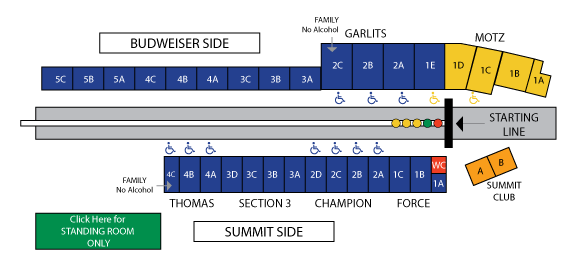 FAMILY
No Alcohol
GARLITS
MOTZ
BUDWEISER SIDE
5C 5B 5A 4C 4B 4A 3C 3B 3A 2C 2B 2A 1E 1D 1C 1B 1A
STARTING
LINE
4C 4B 4A 3D 3C 3B 3A 2D 2C 2B 2A 1C 1B WC
1A
A B
FAMILY
No Alcohol
SUMMIT
CLUB
THOMAS SECTION 3 CHAMPION FORCE
Click Here for
STANDING ROOM
ONLY
SUMMIT SIDE